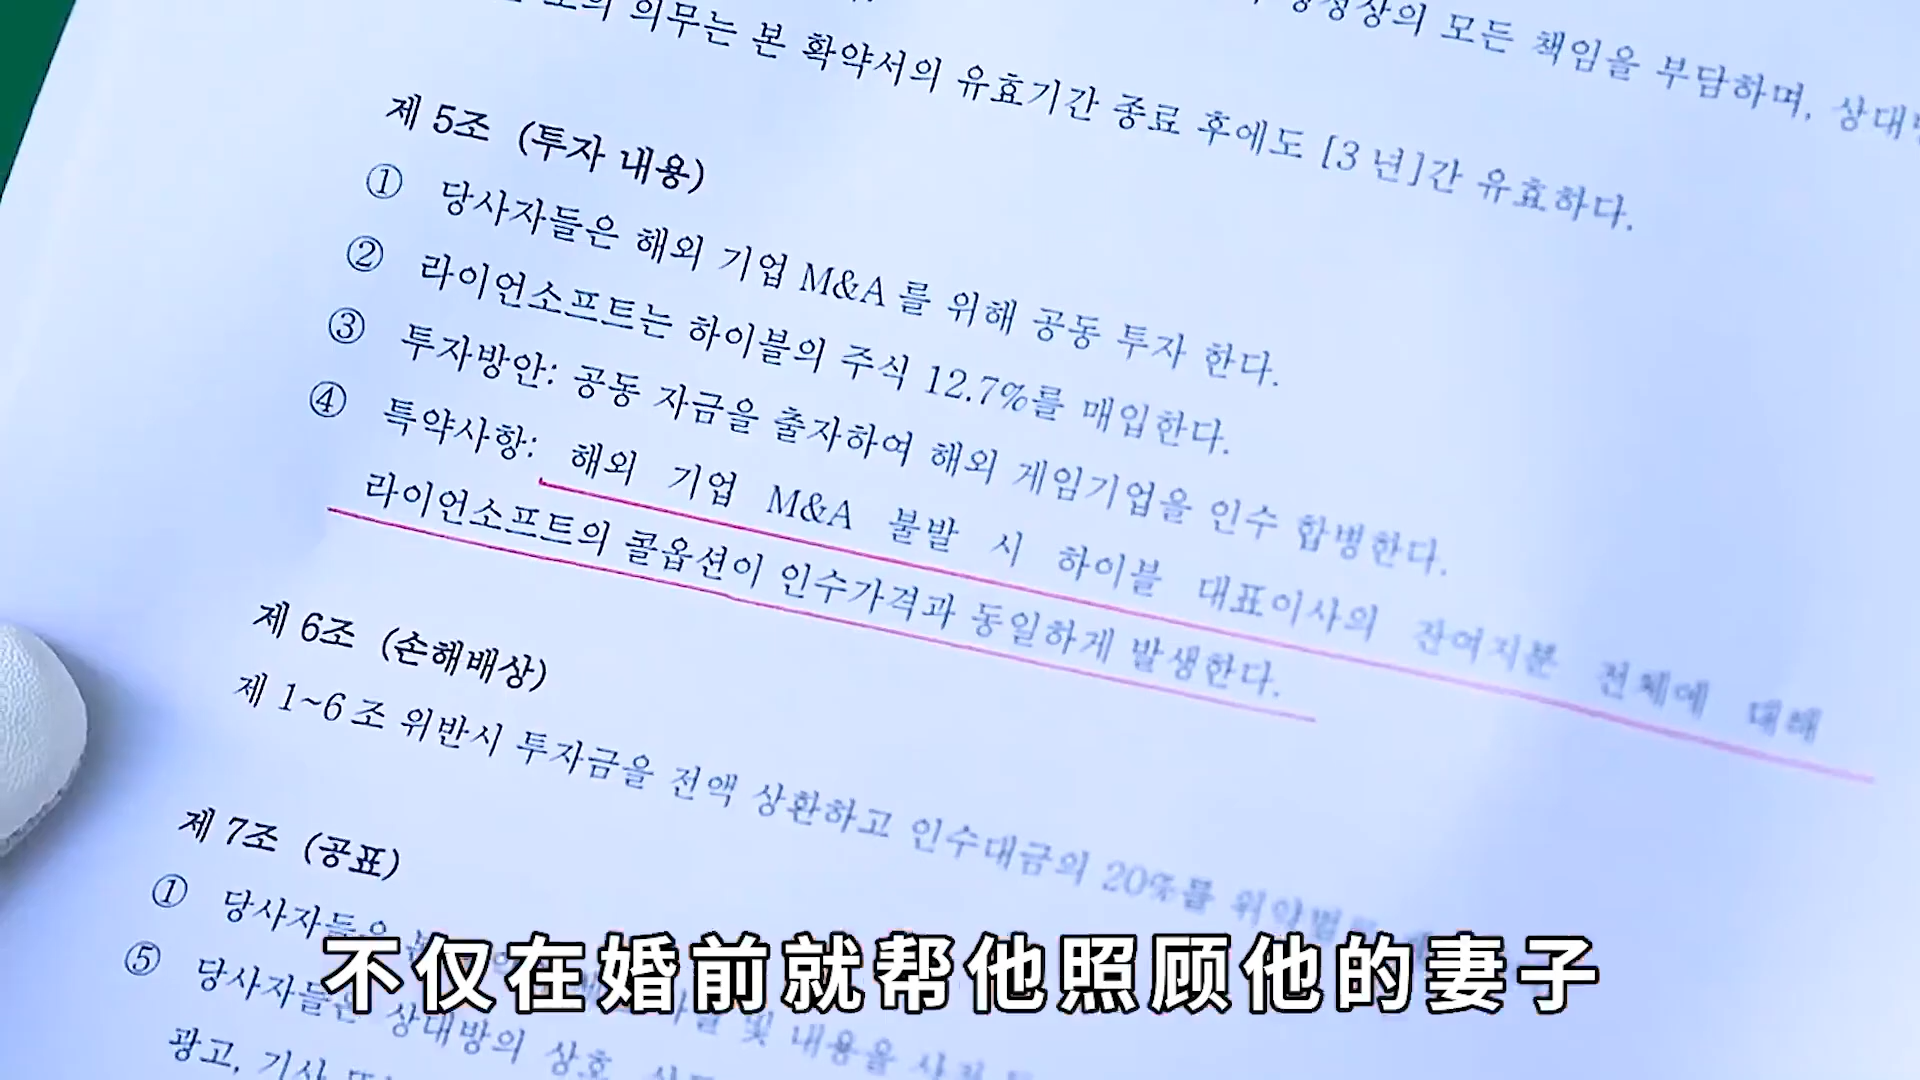 의 의무는 본 확약서의 유효기간 종료 후에도 [3 년]간 유효하다.
모든 책임을 부담하며,
제 5조 (투자 내용)
① 당사자들은 해외 기업 M&A 를 위해 공동 투자 한다.
② 라이언소프트는 하이블의 주식 12.7%를 매입한다.
③ 투자방안: 공동 자금을 출자하여 해외 게임기업을 인수 합병한다.
④ 특약사항: 해외 기업 M&A 불발 시 하이블 대표이사의 잔여지분 전체에 대해
라이언소프트의 콜옵션이 인수가격과 동일하게 발생한다.
제 6조 (손해배상)
제 1~6 조 위반시 투자금을 전액 상환하고 인수대금의 20%를
제 7조 (공표)
① 당사자들은
⑤ 당사자들은 상대방의 상호, 및 내용을
광고, 기사
不仅在婚前就帮他照顾他的妻子